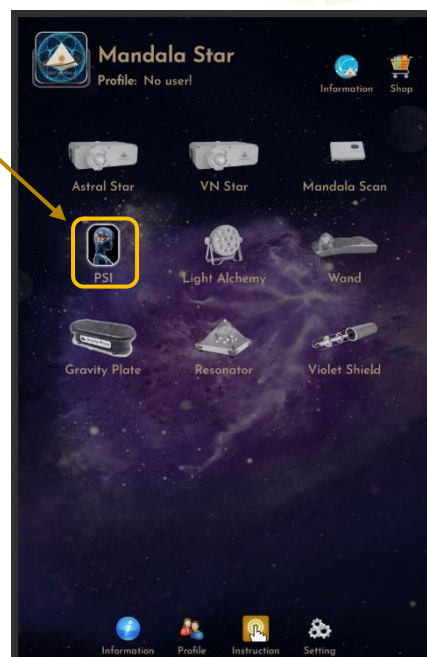 Mandala Star
Profile: No user!
Information Shop
Astral Star VN Star Mandala Scan
PSI Light Alchemy Wand
Gravity Plate Resonator Violet Shield
Information Profile Instruction Setting